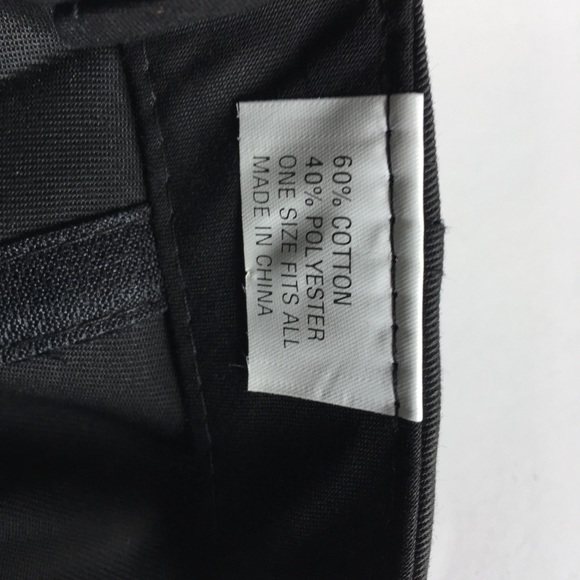 60% COTTON
40% POLYESTER
ONE SIZE FITS ALL
MADE IN CHINA